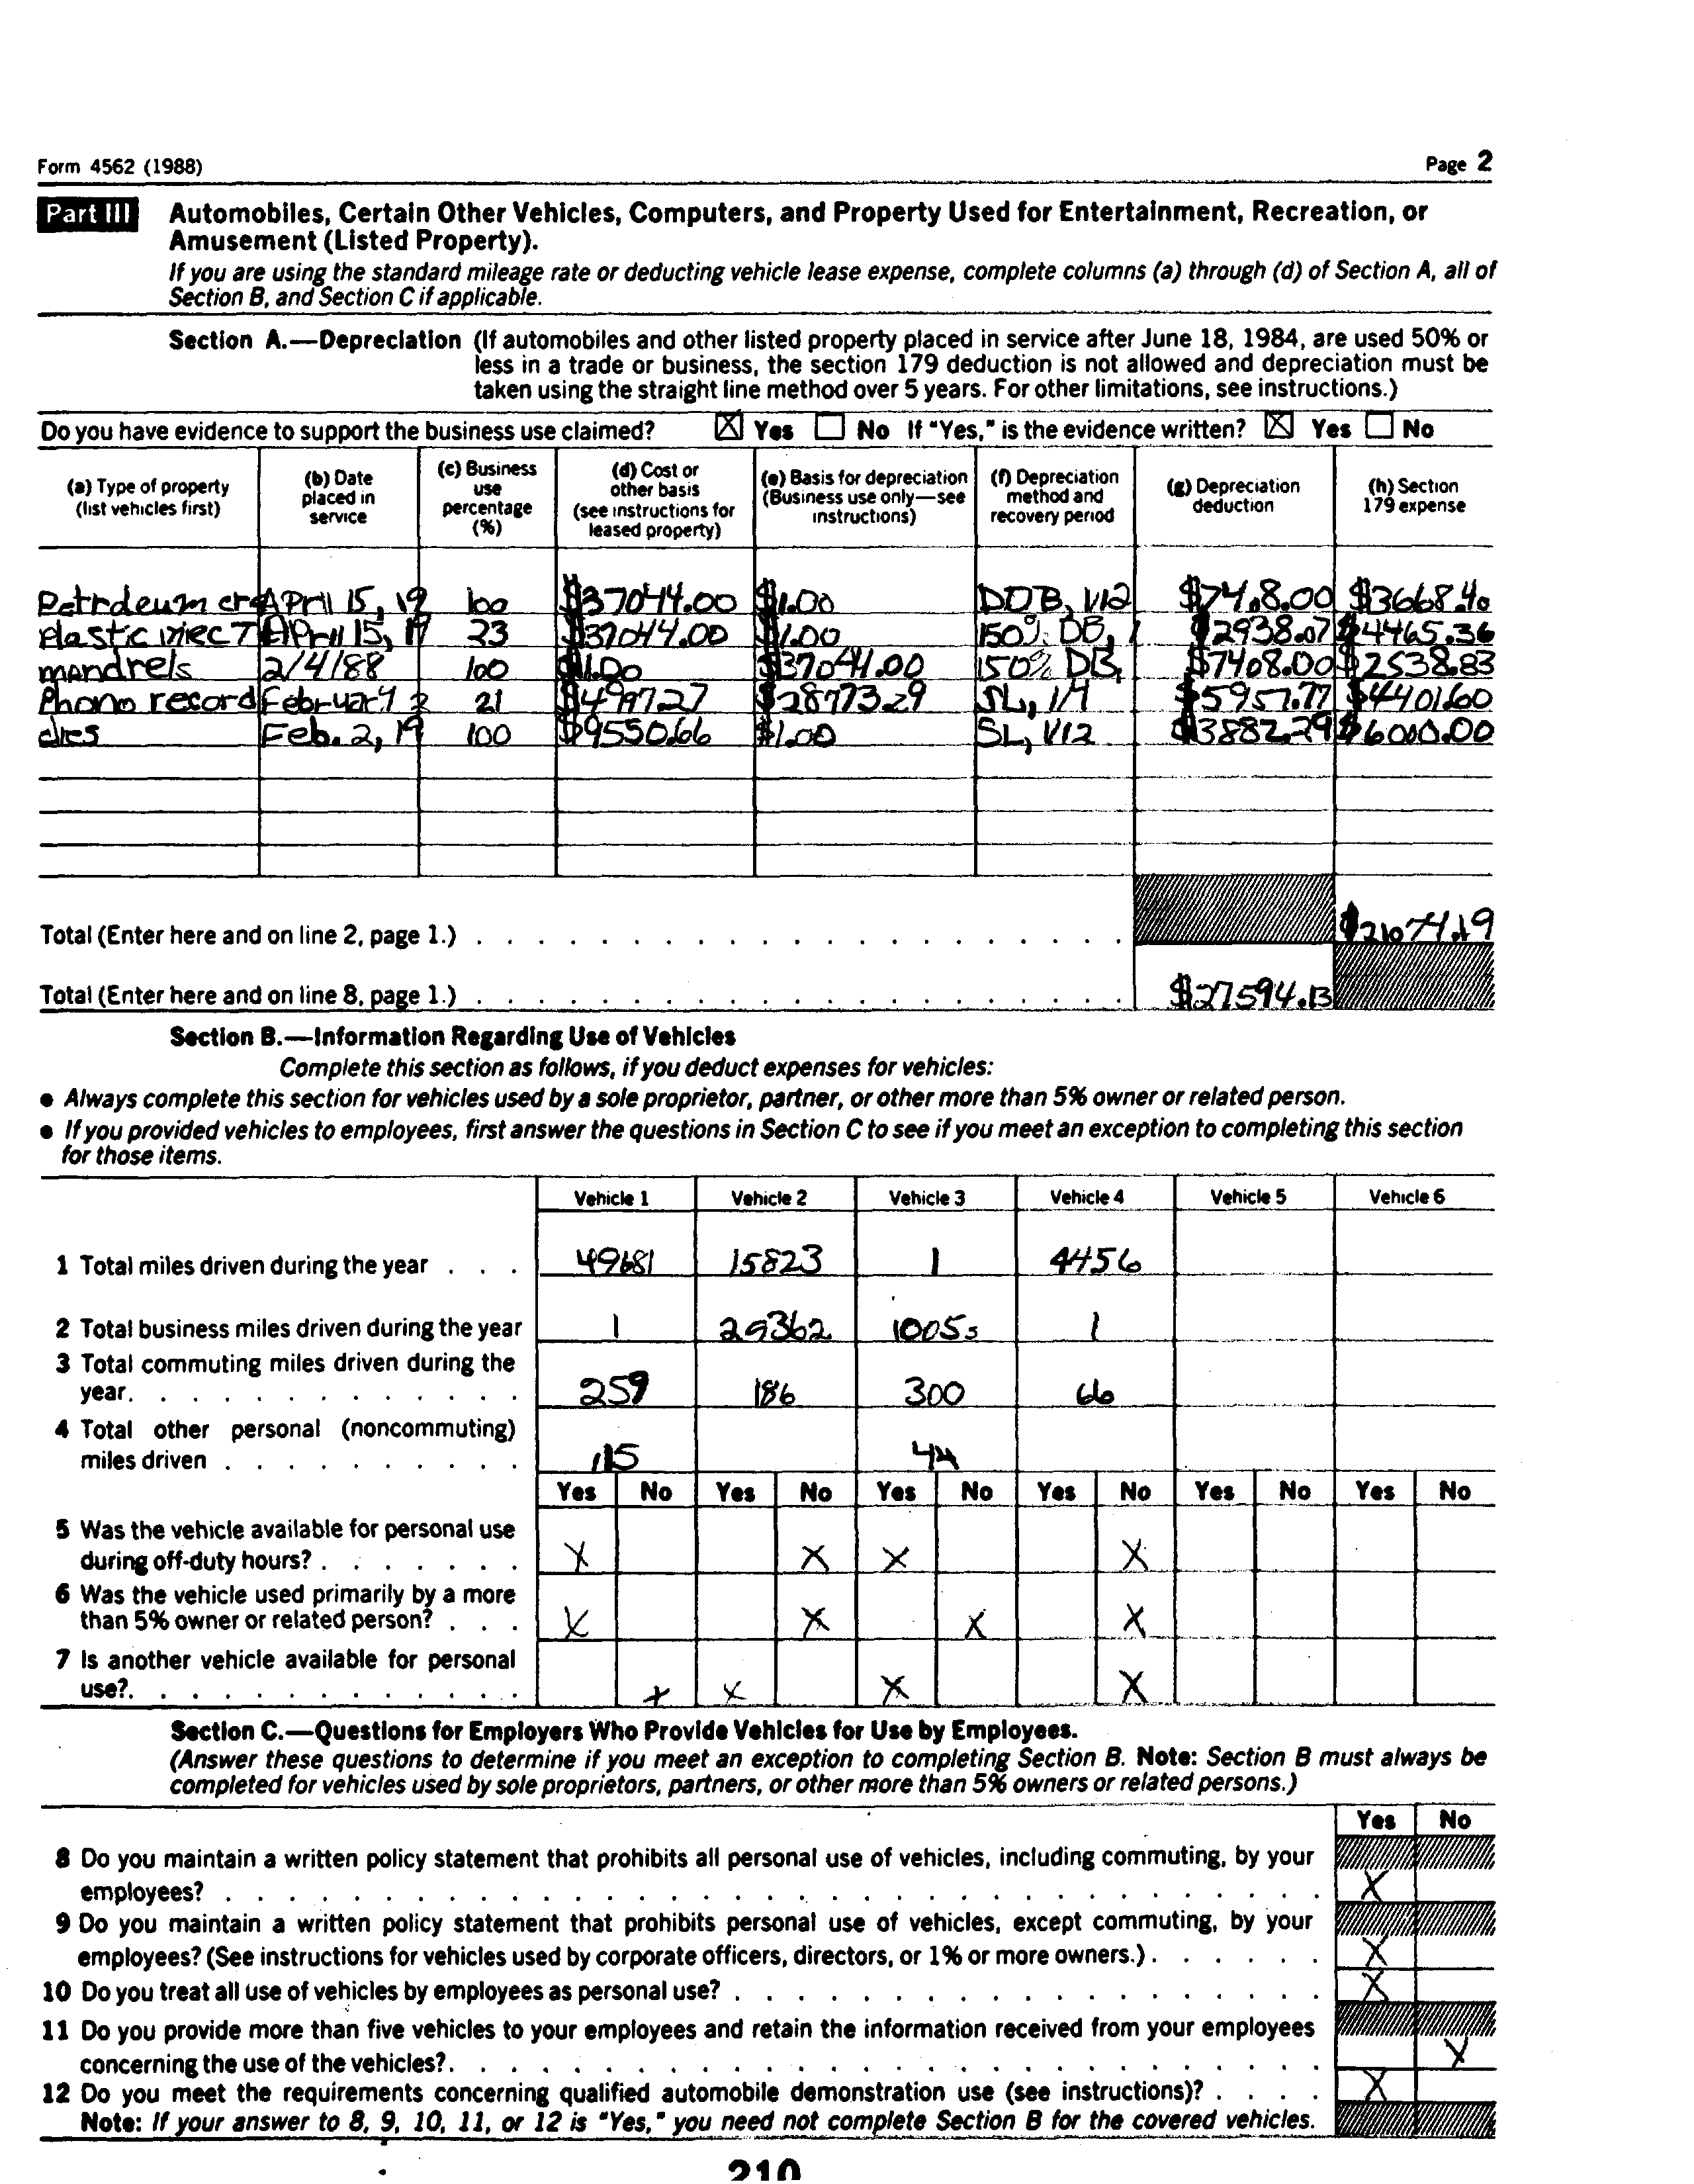 Form 4562 (1988) Page 2
Part III Automobiles, Certain Other Vehicles, Computers, and Property Used for Entertainment, Recreation, or
Amusement (Listed Property).
If you are using the standard mileage rate or deducting vehicle lease expense, complete columns (a) through (d) of Section A, all of
Section B, and Section C if applicable.
Section A.—Depreciation (If automobiles and other listed property placed in service after June 18, 1984, are used 50% or
less in a trade or business, the section 179 deduction is not allowed and depreciation must be
taken using the straight line method over 5 years. For other limitations, see instructions.)
Do you have evidence to support the business use claimed? ☒ Yes ☐ No If "Yes," is the evidence written? ☒ Yes ☐ No
(a) Type of property (list vehicles first) (b) Date placed in service (c) Business use percentage (%) (d) Cost or other basis (see instructions for leased property) (e) Basis for depreciation (Business use only—see instructions) (f) Depreciation method and recovery period (g) Depreciation deduction (h) Section 179 expense
April 15, 19 100 $37044.00 $1.00 DDB, 1/12 $7408.00 $3668.40
Plastic April 15, 19 23 $37044.00 $1.00 150% DB, 1 $2938.07 $4465.36
mandrels 2/4/88 100 $1.00 $37044.00 150% DB, $7408.00 $2538.83
Phono record February 2 21 $49797.27 $28773.29 SL, 1/7 $5957.77 $4401.60
dies Feb. 2, 19 100 $9550.66 $1.00 SL, 1/12 $3882.29 $6000.00
Total (Enter here and on line 2, page 1.) $21074.19
Total (Enter here and on line 8, page 1.) $27594.13
Section B.—Information Regarding Use of Vehicles
Complete this section as follows, if you deduct expenses for vehicles:
● Always complete this section for vehicles used by a sole proprietor, partner, or other more than 5% owner or related person.
● If you provided vehicles to employees, first answer the questions in Section C to see if you meet an exception to completing this section
for those items.
Vehicle 1 Vehicle 2 Vehicle 3 Vehicle 4 Vehicle 5 Vehicle 6
1 Total miles driven during the year . . . 49681 15823 1 4456
2 Total business miles driven during the year 1 29362 10055 1
3 Total commuting miles driven during the
year. 259 186 300 66
4 Total other personal (noncommuting)
miles driven 115 44
Yes No Yes No Yes No Yes No Yes No Yes No
5 Was the vehicle available for personal use
during off-duty hours? X X X X
6 Was the vehicle used primarily by a more
than 5% owner or related person? X X X X
7 Is another vehicle available for personal
use? X X X X
Section C.—Questions for Employers Who Provide Vehicles for Use by Employees.
(Answer these questions to determine if you meet an exception to completing Section B. Note: Section B must always be
completed for vehicles used by sole proprietors, partners, or other more than 5% owners or related persons.)
Yes No
8 Do you maintain a written policy statement that prohibits all personal use of vehicles, including commuting, by your
employees? X
9 Do you maintain a written policy statement that prohibits personal use of vehicles, except commuting, by your
employees? (See instructions for vehicles used by corporate officers, directors, or 1% or more owners.) X
10 Do you treat all use of vehicles by employees as personal use? X
11 Do you provide more than five vehicles to your employees and retain the information received from your employees
concerning the use of the vehicles? X
12 Do you meet the requirements concerning qualified automobile demonstration use (see instructions)? X
Note: If your answer to 8, 9, 10, 11, or 12 is "Yes," you need not complete Section B for the covered vehicles.
210